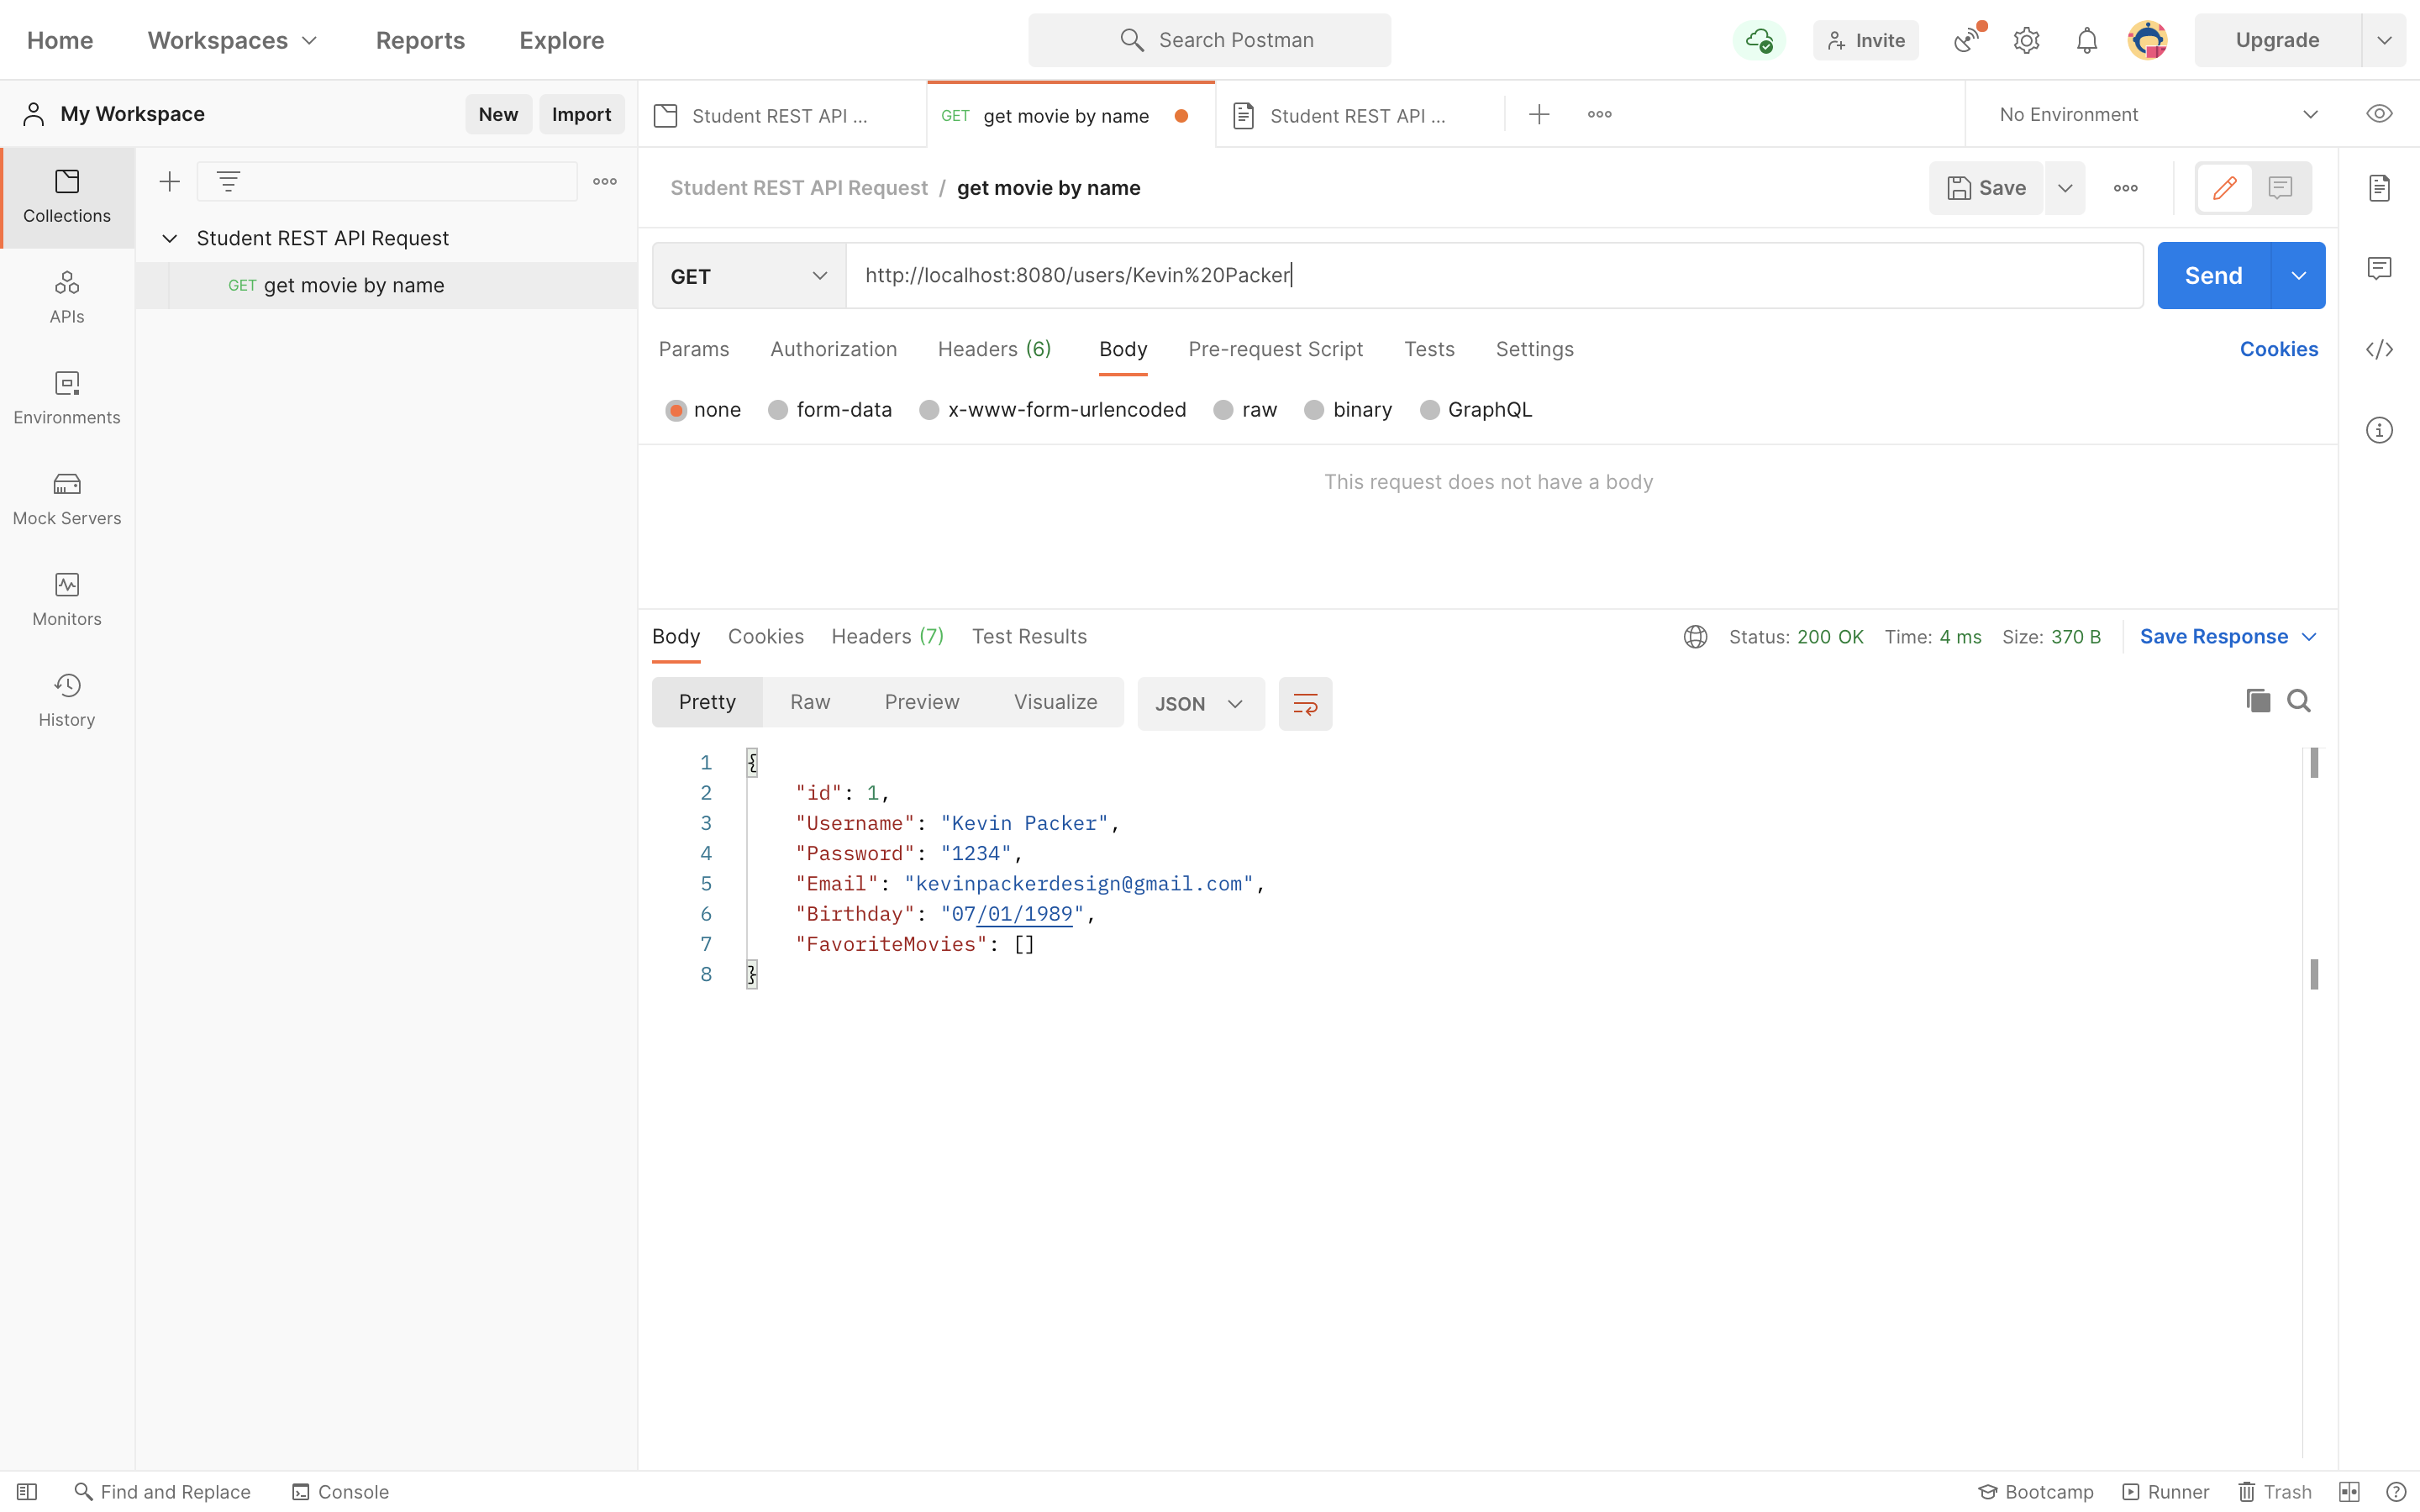 Home Workspaces Reports Explore Search Postman Invite Upgrade
My Workspace New Import Student REST API ... GET get movie by name Student REST API ... No Environment
Collections
APIs
Environments
Mock Servers
Monitors
History
Student REST API Request
GET get movie by name
Student REST API Request / get movie by name Save
GET http://localhost:8080/users/Kevin%20Packer Send
Params Authorization Headers (6) Body Pre-request Script Tests Settings Cookies
none form-data x-www-form-urlencoded raw binary GraphQL
This request does not have a body
Body Cookies Headers (7) Test Results Status: 200 OK Time: 4 ms Size: 370 B Save Response
Pretty Raw Preview Visualize JSON
1 {
2 "id": 1,
3 "Username": "Kevin Packer",
4 "Password": "1234",
5 "Email": "kevinpackerdesign@gmail.com",
6 "Birthday": "07/01/1989",
7 "FavoriteMovies": []
8 }
Find and Replace Console Bootcamp Runner Trash